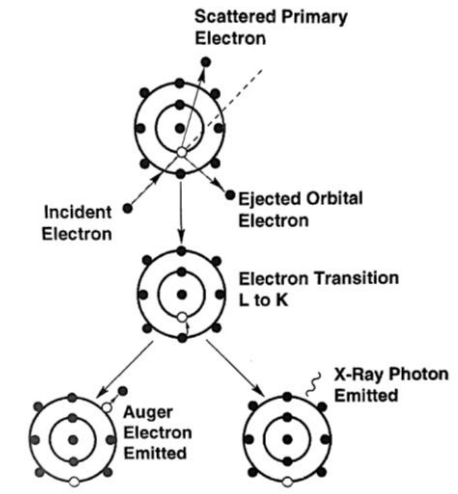 Scattered Primary
Electron
Incident
Electron
Ejected Orbital
Electron
Electron Transition
L to K
Auger
Electron
Emitted
X-Ray Photon
Emitted